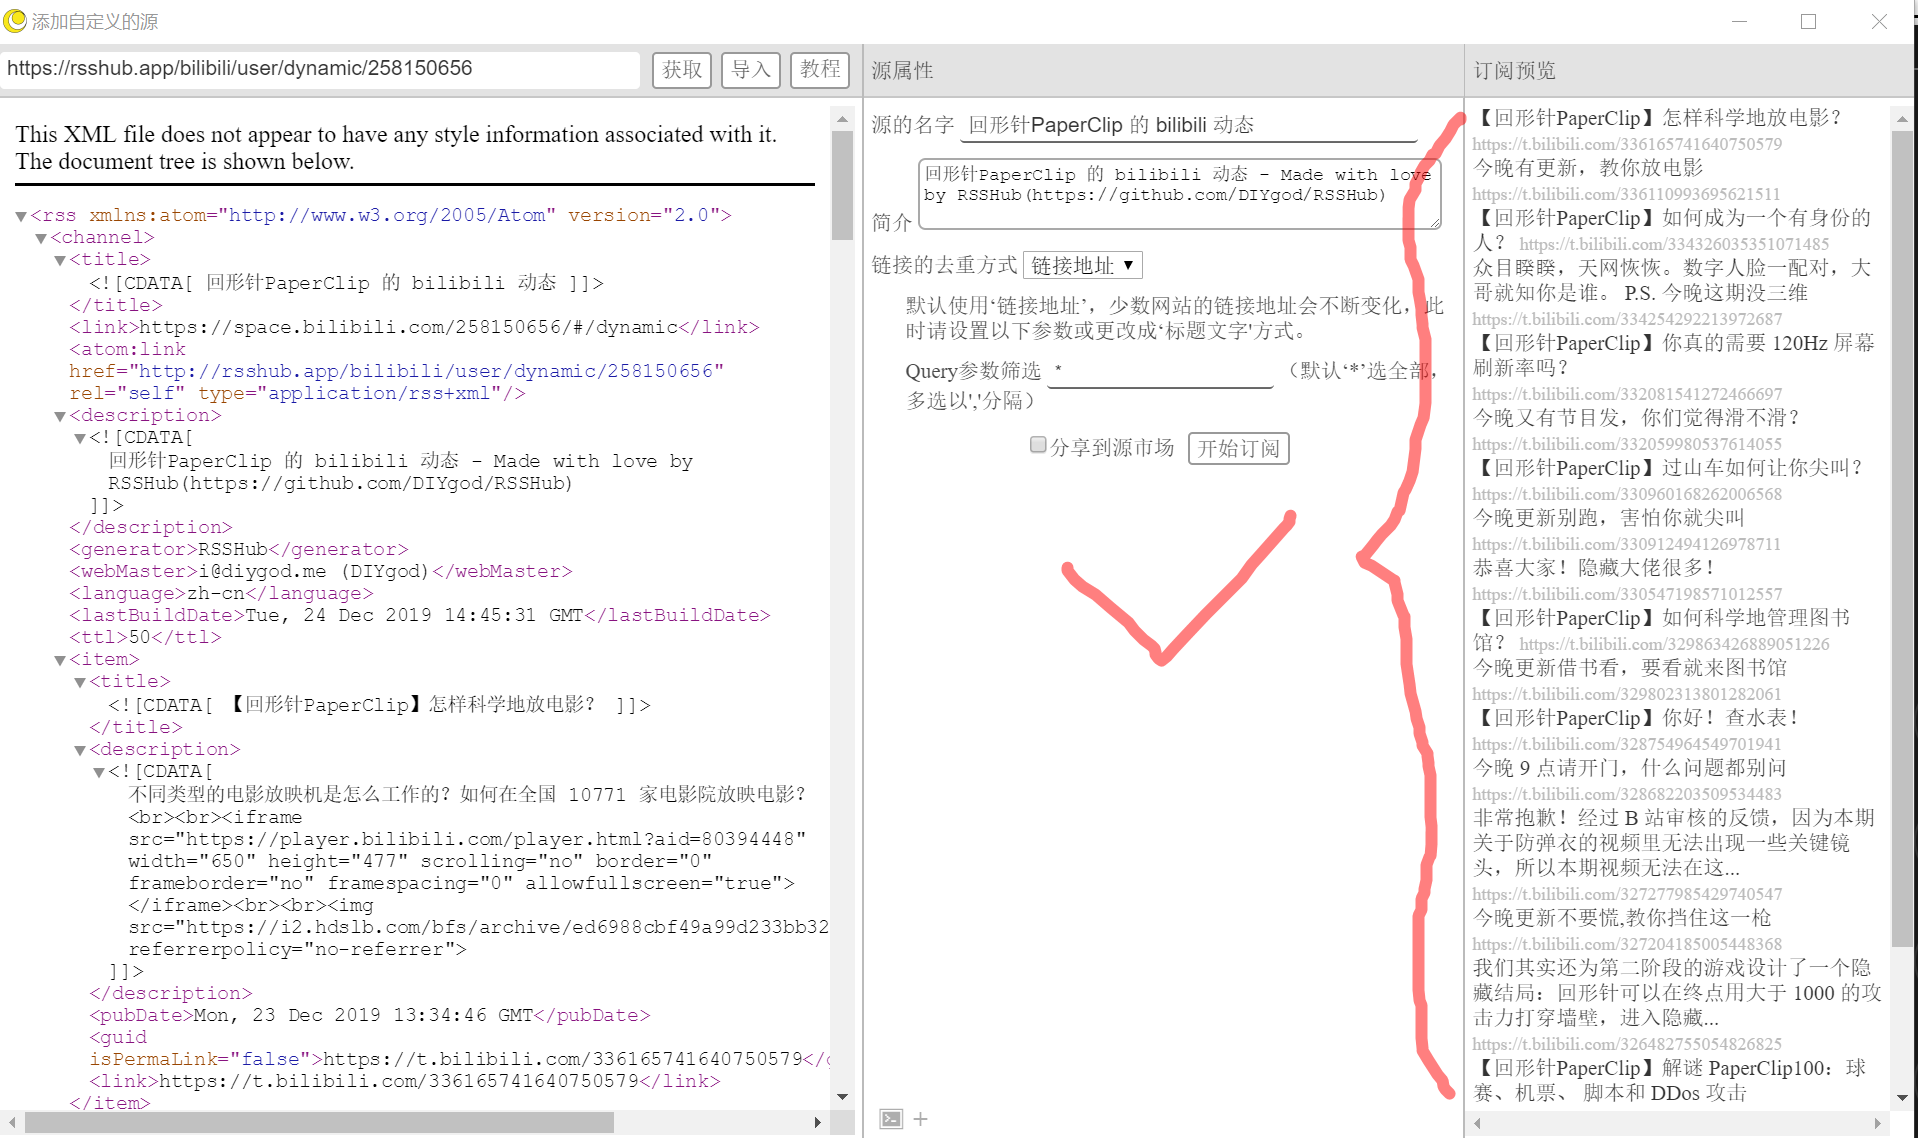 添加自定义的源
https://rsshub.app/bilibili/user/dynamic/258150656
获取
导入
教程
源属性
订阅预览
This XML file does not appear to have any style information associated with it.
The document tree is shown below.
▼<rss xmlns:atom="http://www.w3.org/2005/Atom" version="2.0">
▼<channel>
▼<title>
<![CDATA[ 回形针PaperClip 的 bilibili 动态 ]]>
</title>
<link>https://space.bilibili.com/258150656/#/dynamic</link>
<atom:link
href="http://rsshub.app/bilibili/user/dynamic/258150656"
rel="self" type="application/rss+xml"/>
▼<description>
▼<![CDATA[
回形针PaperClip 的 bilibili 动态 - Made with love by
RSSHub(https://github.com/DIYgod/RSSHub)
]]>
</description>
<generator>RSSHub</generator>
<webMaster>i@diygod.me (DIYgod)</webMaster>
<language>zh-cn</language>
<lastBuildDate>Tue, 24 Dec 2019 14:45:31 GMT</lastBuildDate>
<ttl>50</ttl>
▼<item>
▼<title>
<![CDATA[ 【回形针PaperClip】怎样科学地放电影？ ]]>
</title>
▼<description>
▼<![CDATA[
不同类型的电影放映机是怎么工作的？如何在全国 10771 家电影院放映电影？
<br><br><iframe
src="https://player.bilibili.com/player.html?aid=80394448"
width="650" height="477" scrolling="no" border="0"
frameborder="no" framespacing="0" allowfullscreen="true">
</iframe><br><br><img
src="https://i2.hdslb.com/bfs/archive/ed6988cbf49a99d233bb32
referrerpolicy="no-referrer">
]]>
</description>
<pubDate>Mon, 23 Dec 2019 13:34:46 GMT</pubDate>
<guid
isPermaLink="false">https://t.bilibili.com/336165741640750579</g
<link>https://t.bilibili.com/336165741640750579</link>
</item>
源的名字 回形针PaperClip 的 bilibili 动态
回形针PaperClip 的 bilibili 动态 - Made with love
by RSSHub(https://github.com/DIYgod/RSSHub)
简介
链接的去重方式 链接地址 ▼
默认使用‘链接地址’，少数网站的链接地址会不断变化，此
时请设置以下参数或更改成‘标题文字'方式。
Query参数筛选 * （默认‘*’选全部，
多选以','分隔）
分享到源市场 开始订阅
【回形针PaperClip】怎样科学地放电影？
https://t.bilibili.com/336165741640750579
今晚有更新，教你放电影
https://t.bilibili.com/336110993695621511
【回形针PaperClip】如何成为一个有身份的
人？ https://t.bilibili.com/334326035351071485
众目睽睽，天网恢恢。数字人脸一配对，大
哥就知你是谁。 P.S. 今晚这期没三维
https://t.bilibili.com/334254292213972687
【回形针PaperClip】你真的需要 120Hz 屏幕
刷新率吗？
https://t.bilibili.com/332081541272466697
今晚又有节目发，你们觉得滑不滑？
https://t.bilibili.com/332059980537614055
【回形针PaperClip】过山车如何让你尖叫？
https://t.bilibili.com/330960168262006568
今晚更新别跑，害怕你就尖叫
https://t.bilibili.com/330912494126978711
恭喜大家！隐藏大佬很多！
https://t.bilibili.com/330547198571012557
【回形针PaperClip】如何科学地管理图书
馆？ https://t.bilibili.com/329863426889051226
今晚更新借书看，要看就来图书馆
https://t.bilibili.com/329802313801282061
【回形针PaperClip】你好！查水表！
https://t.bilibili.com/328754964549701941
今晚 9 点请开门，什么问题都别问
https://t.bilibili.com/328682203509534483
非常抱歉！经过 B 站审核的反馈，因为本期
关于防弹衣的视频里无法出现一些关键镜
头，所以本期视频无法在这...
https://t.bilibili.com/327277985429740547
今晚更新不要慌,教你挡住这一枪
https://t.bilibili.com/327204185005448368
我们其实还为第二阶段的游戏设计了一个隐
藏结局：回形针可以在终点用大于 1000 的攻
击力打穿墙壁，进入隐藏...
https://t.bilibili.com/326482755054826825
【回形针PaperClip】解谜 PaperClip100：球
赛、机票、 脚本和 DDos 攻击